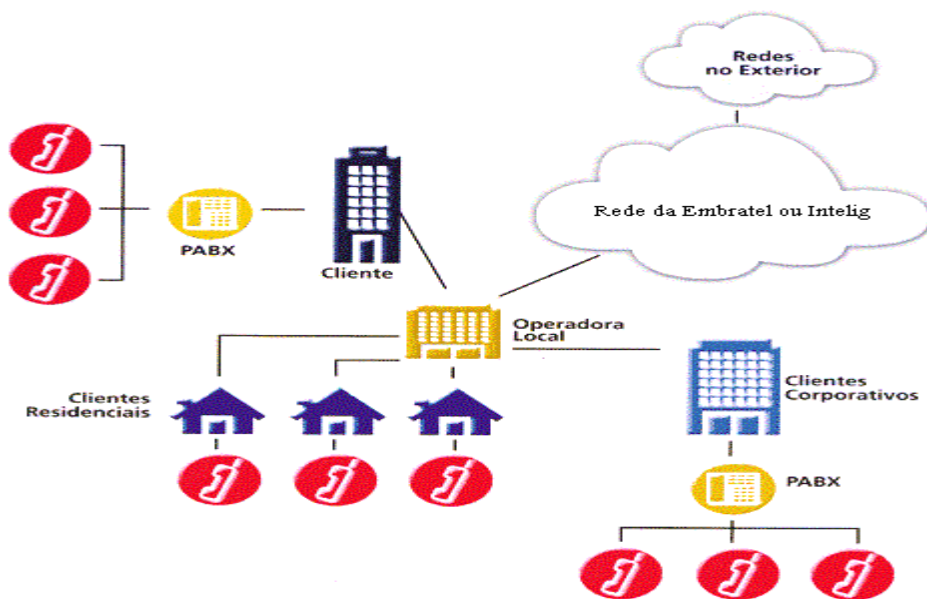 Redes
no Exterior
Rede da Embratel ou Intelig
PABX
Cliente
Operadora
Local
Clientes
Residenciais
Clientes
Corporativos
PABX